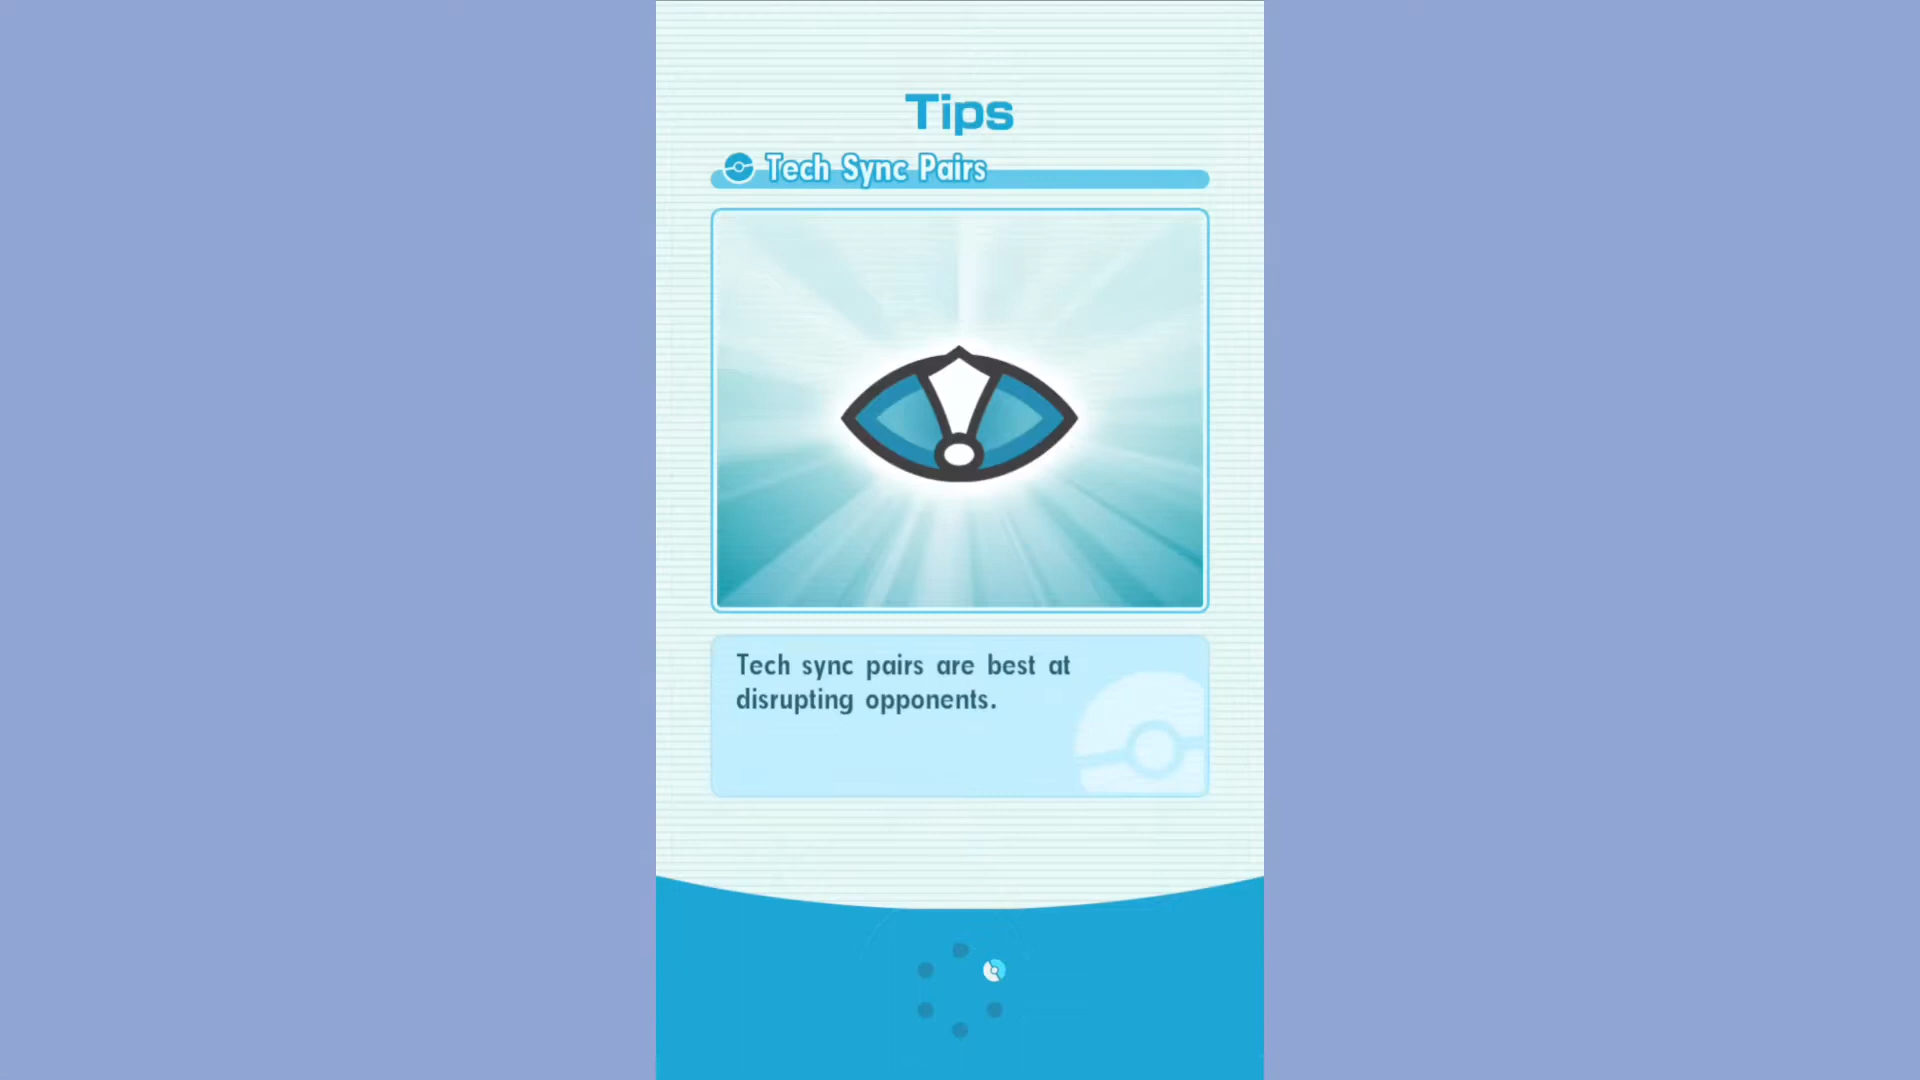 Tips
Tech Sync Pairs
Tech sync pairs are best at
disrupting opponents.